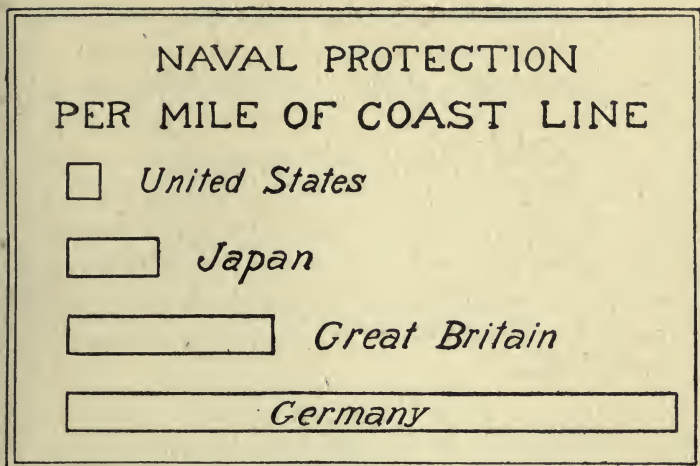 NAVAL PROTECTION
PER MILE OF COAST LINE
United States
Japan
Great Britain
Germany